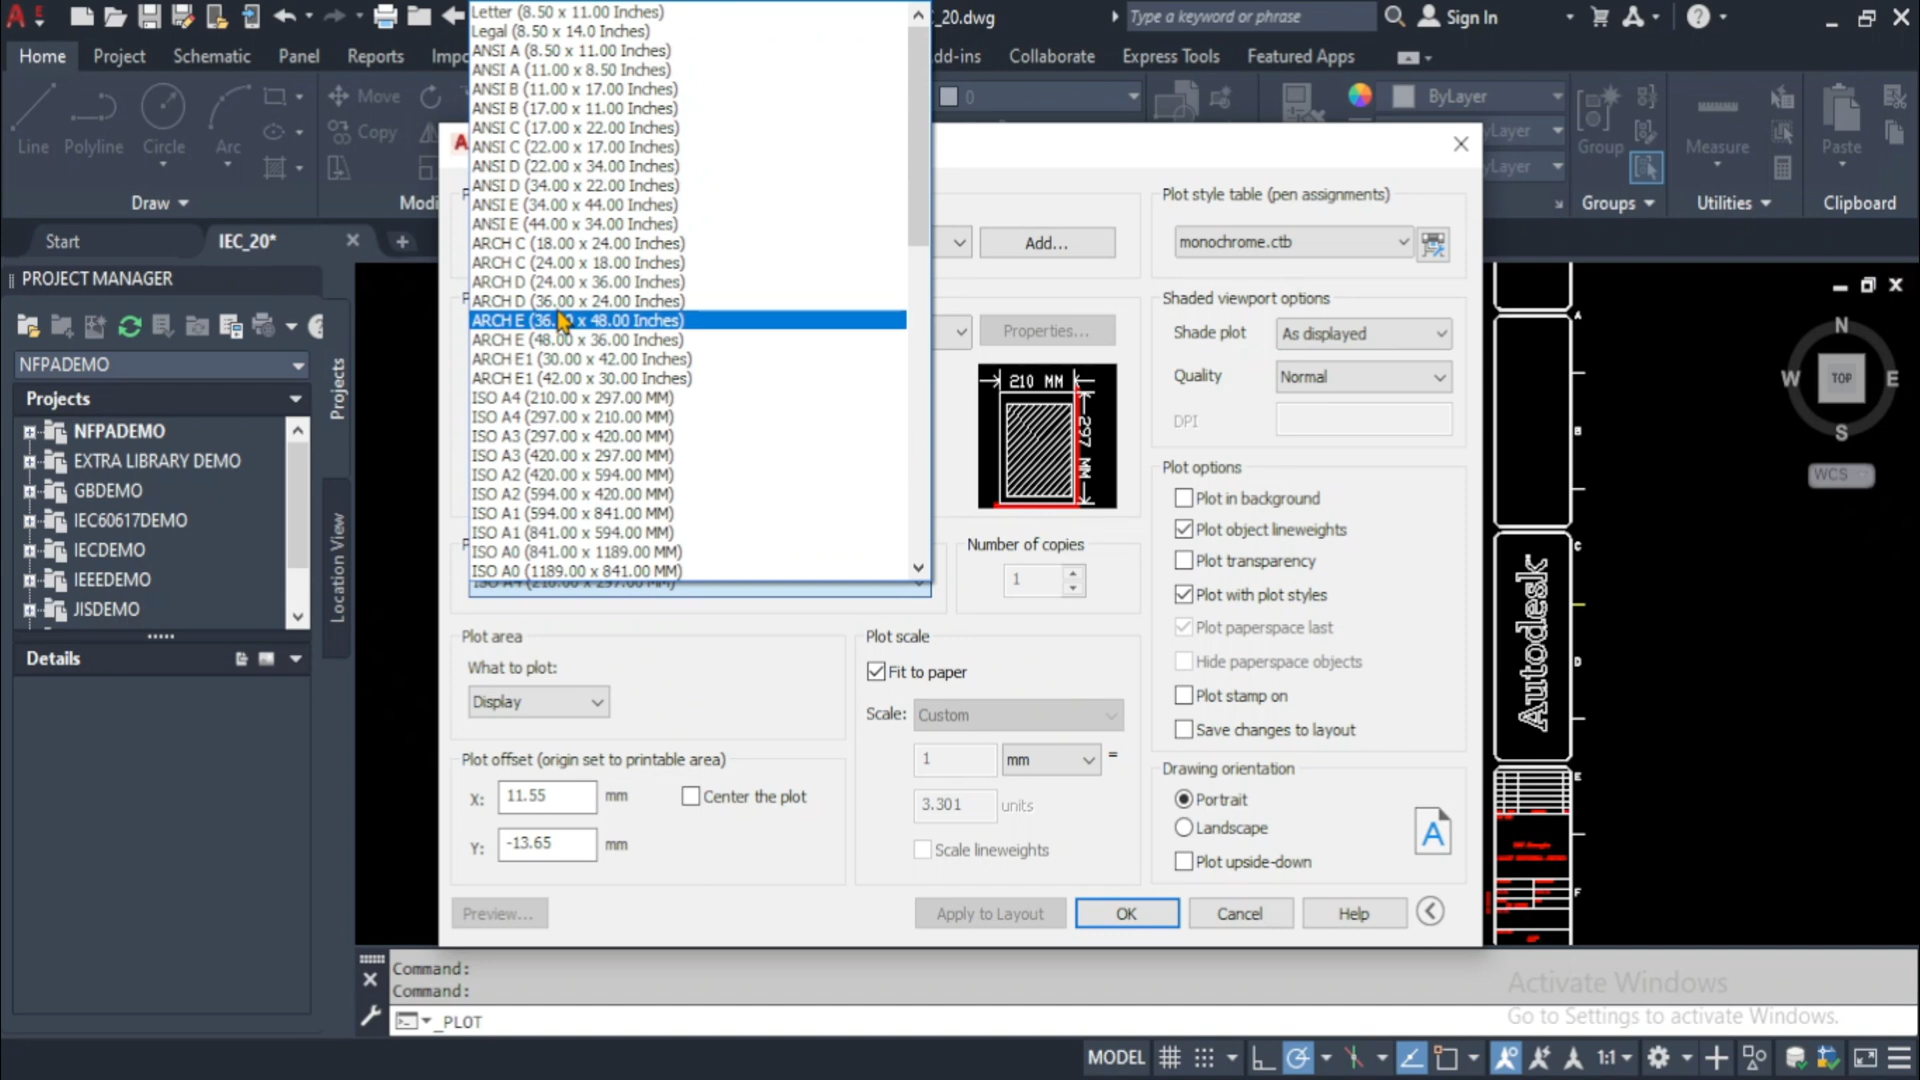 _20.dwg
Type a keyword or phrase
Sign In
Home
Project
Schematic
Panel
Reports
Impo
dd-ins
Collaborate
Express Tools
Featured Apps
Line
Polyline
Circle
Arc
Move
Copy
0
ByLayer
yLayer
yLayer
Group
Measure
Paste
Draw
Modi
Groups
Utilities
Clipboard
Start
IEC_20*
PROJECT MANAGER
NFPADEMO
Projects
NFPADEMO
EXTRA LIBRARY DEMO
GBDEMO
IEC60617DEMO
IECDEMO
IEEEDEMO
JISDEMO
Details
Projects
Location View
Letter (8.50 x 11.00 Inches)
Legal (8.50 x 14.0 Inches)
ANSI A (8.50 x 11.00 Inches)
ANSI A (11.00 x 8.50 Inches)
ANSI B (11.00 x 17.00 Inches)
ANSI B (17.00 x 11.00 Inches)
ANSI C (17.00 x 22.00 Inches)
ANSI C (22.00 x 17.00 Inches)
ANSI D (22.00 x 34.00 Inches)
ANSI D (34.00 x 22.00 Inches)
ANSI E (34.00 x 44.00 Inches)
ANSI E (44.00 x 34.00 Inches)
ARCH C (18.00 x 24.00 Inches)
ARCH C (24.00 x 18.00 Inches)
ARCH D (24.00 x 36.00 Inches)
ARCH D (36.00 x 24.00 Inches)
ARCH E (36.00 x 48.00 Inches)
ARCH E (48.00 x 36.00 Inches)
ARCH E1 (30.00 x 42.00 Inches)
ARCH E1 (42.00 x 30.00 Inches)
ISO A4 (210.00 x 297.00 MM)
ISO A4 (297.00 x 210.00 MM)
ISO A3 (297.00 x 420.00 MM)
ISO A3 (420.00 x 297.00 MM)
ISO A2 (420.00 x 594.00 MM)
ISO A2 (594.00 x 420.00 MM)
ISO A1 (594.00 x 841.00 MM)
ISO A1 (841.00 x 594.00 MM)
ISO A0 (841.00 x 1189.00 MM)
ISO A0 (1189.00 x 841.00 MM)
ISO A4 (210.00 x 297.00 MM)
Add...
Properties...
210 MM
297 MM
Number of copies
1
Plot area
What to plot:
Display
Plot offset (origin set to printable area)
X:
11.55
mm
Center the plot
Y:
-13.65
mm
Plot scale
Fit to paper
Scale:
Custom
1
mm
=
3.301
units
Scale lineweights
Plot style table (pen assignments)
monochrome.ctb
Shaded viewport options
Shade plot
As displayed
Quality
Normal
DPI
Plot options
Plot in background
Plot object lineweights
Plot transparency
Plot with plot styles
Plot paperspace last
Hide paperspace objects
Plot stamp on
Save changes to layout
Drawing orientation
Portrait
Landscape
Plot upside-down
A
Preview...
Apply to Layout
OK
Cancel
Help
A
B
C
D
E
F
Autodesk
N
W
TOP
E
S
WCS
Command:
Command:
_PLOT
Activate Windows
Go to Settings to activate Windows.
MODEL
1:1